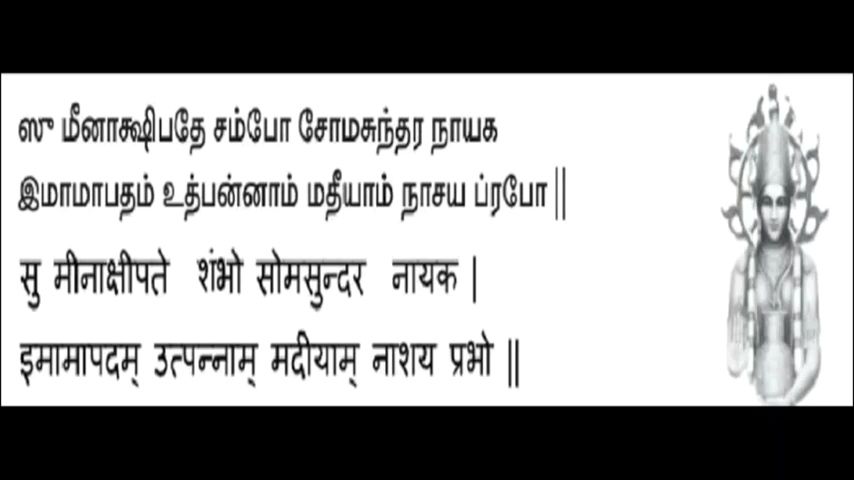 ஸு மீனாக்ஷிபதே சம்போ சோமசுந்தர நாயக
இமாமாபதம் உத்பன்னாம் மதீயாம் நாசய ப்ரபோ ||
सु मीनाक्षीपते शंभो सोमसुन्दर नायक |
इमामापदम् उत्पन्नाम् मदीयाम् नाशय प्रभो ||